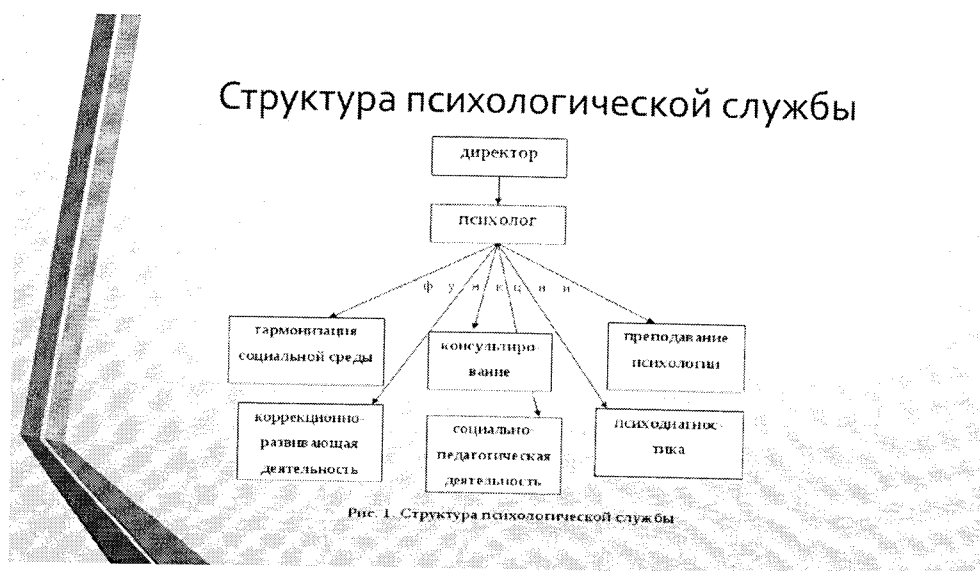 Структура психологической службы
директор
психолог
функции
гармонизация
социальной среды
консультиро-
вание
преподавание
психологии
коррекционно-
развивающая
деятельность
социально-
педагогическая
деятельность
психодиагнос-
тика
Рис. 1. Структура психологической службы